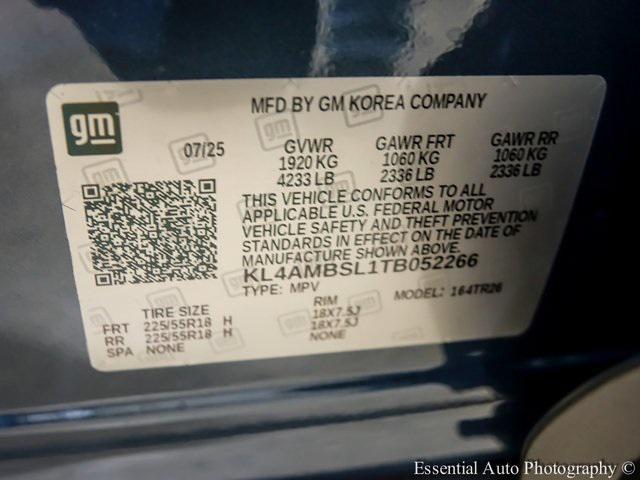 gm
MFD BY GM KOREA COMPANY
07/25 GVWR GAWR FRT GAWR RR
1920 KG 1060 KG 1060 KG
4233 LB 2336 LB 2336 LB
THIS VEHICLE CONFORMS TO ALL
APPLICABLE U.S. FEDERAL MOTOR
VEHICLE SAFETY AND THEFT PREVENTION
STANDARDS IN EFFECT ON THE DATE OF
MANUFACTURE SHOWN ABOVE.
KL4AMBSL1TB052266
TYPE: MPV MODEL: 164TR26
TIRE SIZE RIM
FRT 225/55R18 H 18X7.5J
RR 225/55R18 H 18X7.5J
SPA NONE NONE
Essential Auto Photography ©